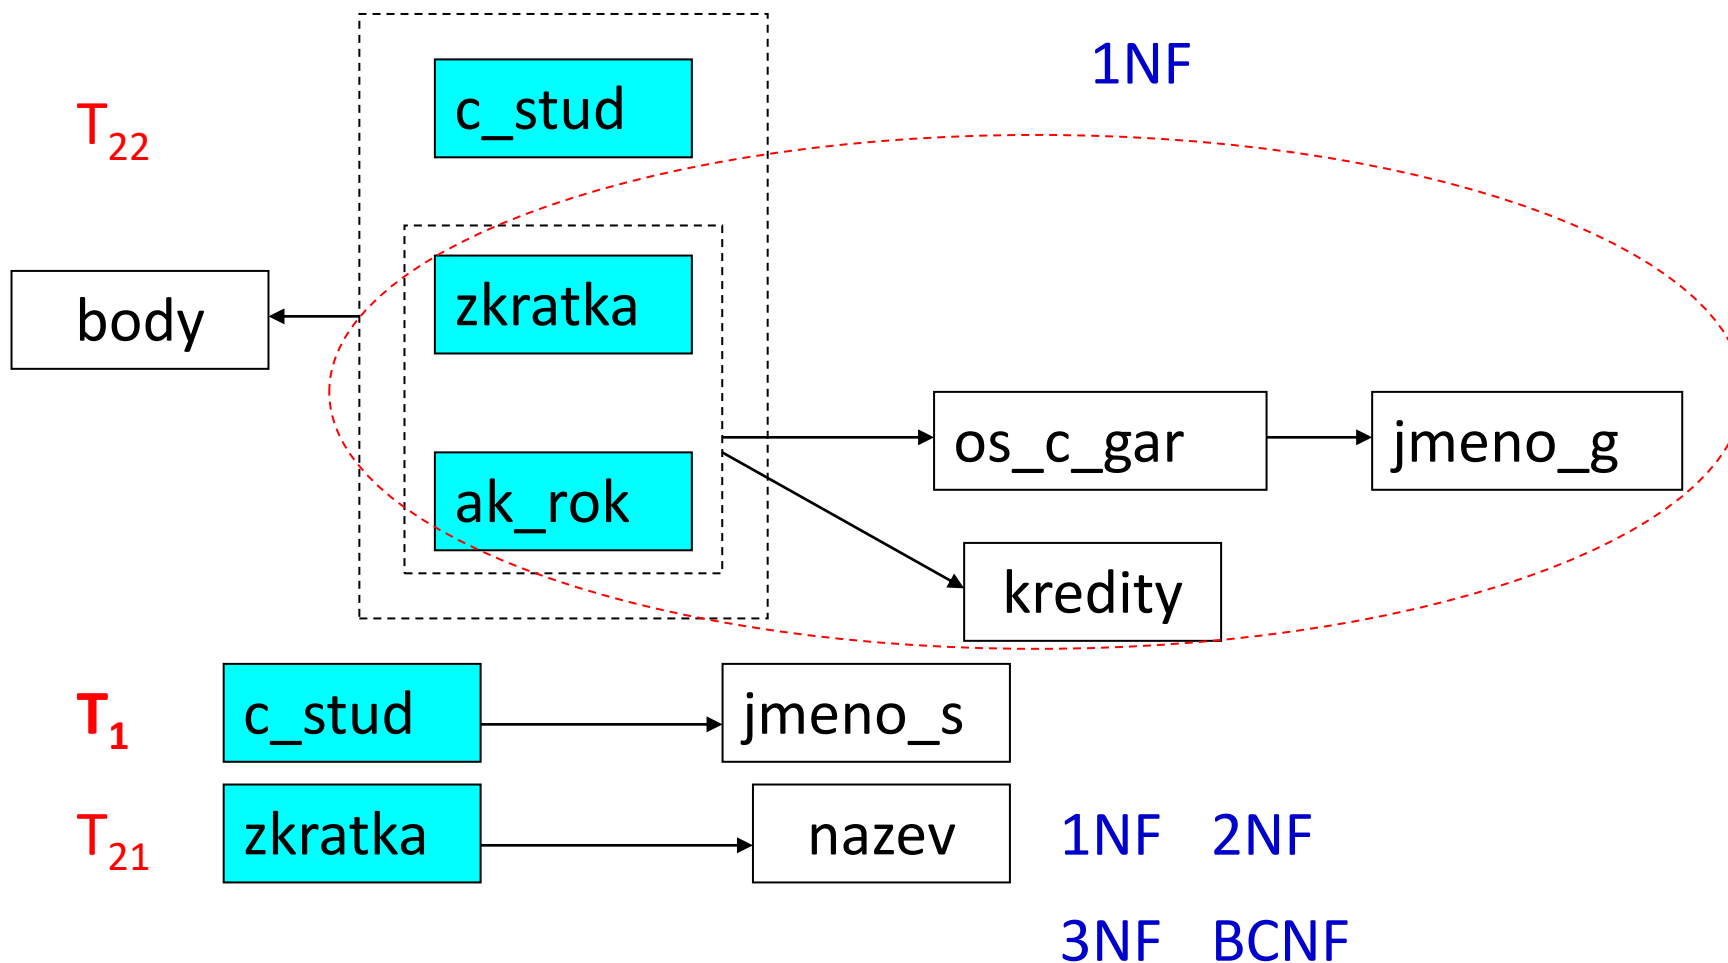 1NF
c_stud
T22
zkratka
body
os_c_gar
jmeno_g
ak_rok
kredity
T1
c_stud
jmeno_s
T21
zkratka
nazev
1NF 2NF
3NF BCNF